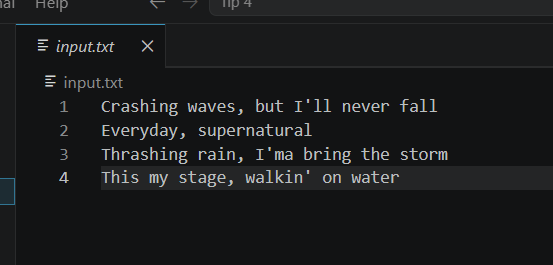 Help ← → Tip 4
input.txt ×
input.txt
1 Crashing waves, but I'll never fall
2 Everyday, supernatural
3 Thrashing rain, I'ma bring the storm
4 This my stage, walkin' on water